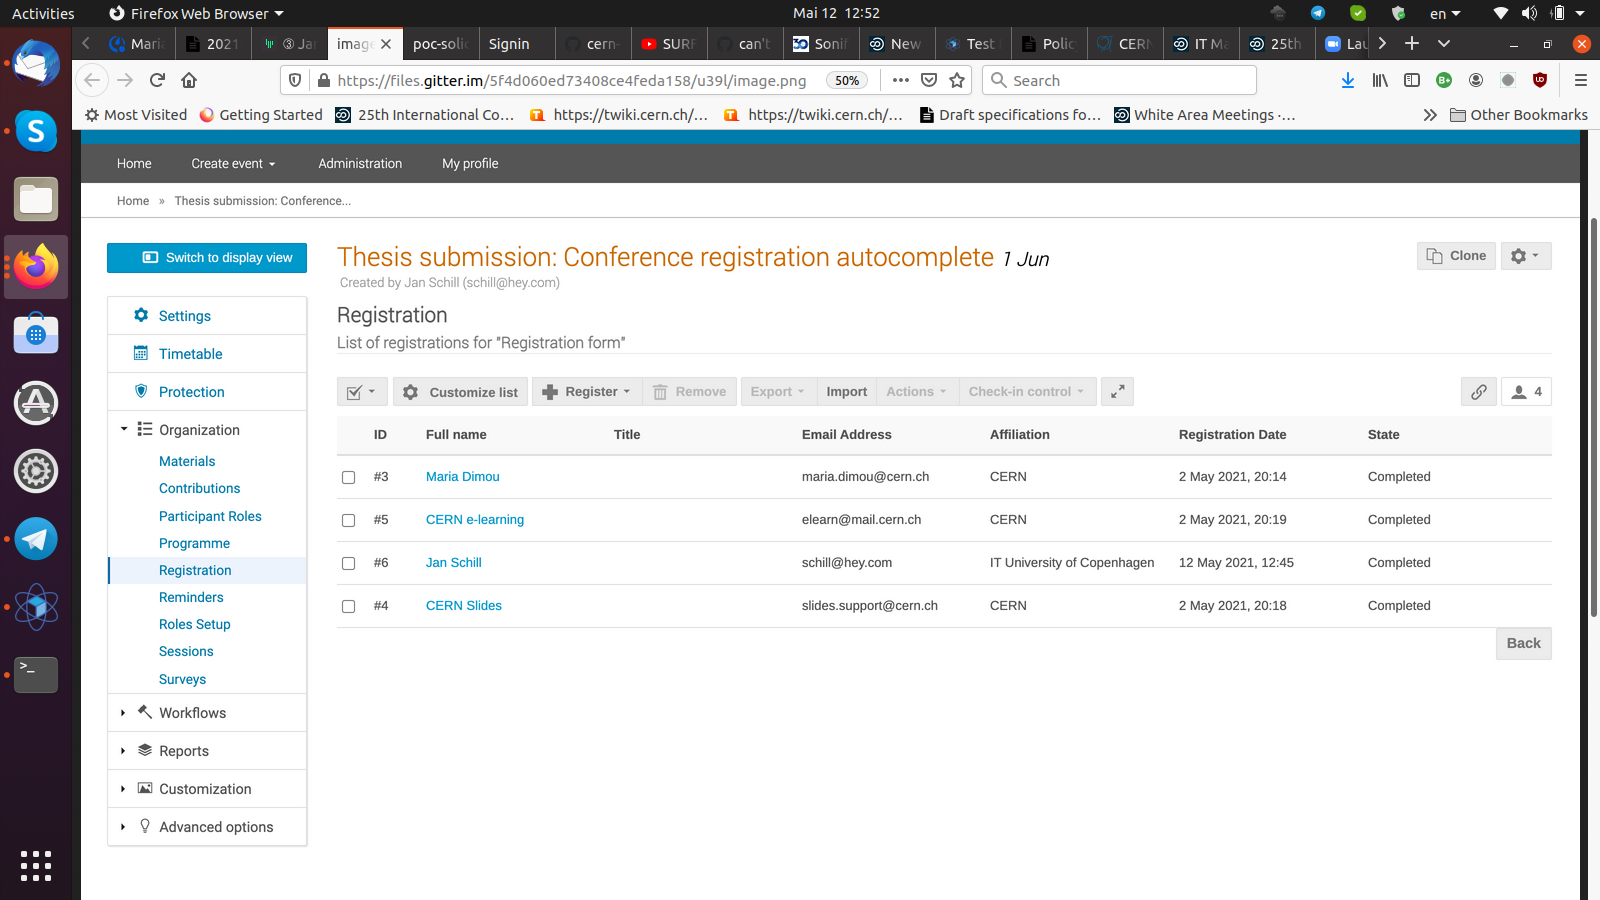 Activities
Firefox Web Browser
Mai 12 12:52
en
2021
image
poc-soli
Signin
cern-
SURF
can't
Sonif
New
Test
Polic
CERN
IT Ma
25th
Lau
https://files.gitter.im/5f4d060ed73408ce4feda158/u39l/image.png
50%
Search
Most Visited
Getting Started
25th International Co...
https://twiki.cern.ch/...
https://twiki.cern.ch/...
Draft specifications fo...
White Area Meetings ·...
Other Bookmarks
Home
Create event
Administration
My profile
Home » Thesis submission: Conference...
Switch to display view
Settings
Timetable
Protection
Organization
Materials
Contributions
Participant Roles
Programme
Registration
Reminders
Roles Setup
Sessions
Surveys
Workflows
Reports
Customization
Advanced options
Thesis submission: Conference registration autocomplete 1 Jun
Clone
Created by Jan Schill (schill@hey.com)
Registration
List of registrations for "Registration form"
Customize list
Register
Remove
Export
Import
Actions
Check-in control
4
ID Full name Title Email Address Affiliation Registration Date State
#3 Maria Dimou maria.dimou@cern.ch CERN 2 May 2021, 20:14 Completed
#5 CERN e-learning elearn@mail.cern.ch CERN 2 May 2021, 20:19 Completed
#6 Jan Schill schill@hey.com IT University of Copenhagen 12 May 2021, 12:45 Completed
#4 CERN Slides slides.support@cern.ch CERN 2 May 2021, 20:18 Completed
Back